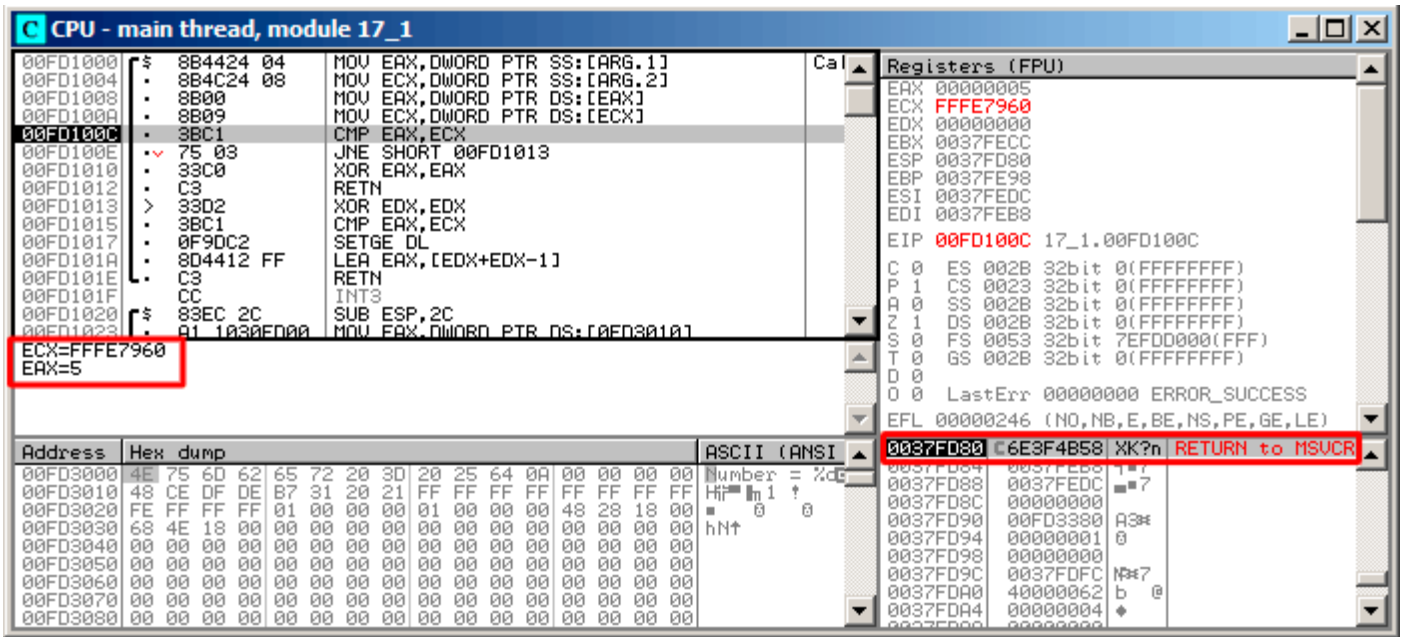 C CPU - main thread, module 17_1
00FD1000 $ 8B4424 04 MOV EAX,DWORD PTR SS:[ARG.1] Cal
00FD1004 . 8B4C24 08 MOV ECX,DWORD PTR SS:[ARG.2]
00FD1008 . 8B00 MOV EAX,DWORD PTR DS:[EAX]
00FD100A . 8B09 MOV ECX,DWORD PTR DS:[ECX]
00FD100C . 3BC1 CMP EAX,ECX
00FD100E . 75 03 JNE SHORT 00FD1013
00FD1010 . 33C0 XOR EAX,EAX
00FD1012 . C3 RETN
00FD1013 > 33D2 XOR EDX,EDX
00FD1015 . 3BC1 CMP EAX,ECX
00FD1017 . 0F9DC2 SETGE DL
00FD101A . 8D4412 FF LEA EAX,[EDX+EDX-1]
00FD101E . C3 RETN
00FD101F CC INT3
00FD1020 $ 83EC 2C SUB ESP,2C
00FD1023 . A1 1030FD00 MOV EAX,DWORD PTR DS:[0FD3010]
ECX=FFFE7960
EAX=5
Registers (FPU)
EAX 00000005
ECX FFFE7960
EDX 00000000
EBX 0037FECC
ESP 0037FD80
EBP 0037FE98
ESI 0037FEDC
EDI 0037FEB8
EIP 00FD100C 17_1.00FD100C
C 0 ES 002B 32bit 0(FFFFFFFF)
P 1 CS 0023 32bit 0(FFFFFFFF)
A 0 SS 002B 32bit 0(FFFFFFFF)
Z 1 DS 002B 32bit 0(FFFFFFFF)
S 0 FS 0053 32bit 7EFDD000(FFF)
T 0 GS 002B 32bit 0(FFFFFFFF)
D 0
O 0 LastErr 00000000 ERROR_SUCCESS
EFL 00000246 (NO,NB,E,BE,NS,PE,GE,LE)
Address Hex dump ASCII (ANSI
00FD3000 4E 75 6D 62 65 72 20 3D 20 25 64 0A 00 00 00 00 Number = %d
00FD3010 48 CE DF DE B7 31 20 21 FF FF FF FF FF FF FF FF
00FD3020 FE FF FF FF 01 00 00 00 01 00 00 00 48 28 18 00
00FD3030 68 4E 18 00 00 00 00 00 00 00 00 00 00 00 00 00 hN↑
00FD3040 00 00 00 00 00 00 00 00 00 00 00 00 00 00 00 00
00FD3050 00 00 00 00 00 00 00 00 00 00 00 00 00 00 00 00
00FD3060 00 00 00 00 00 00 00 00 00 00 00 00 00 00 00 00
00FD3070 00 00 00 00 00 00 00 00 00 00 00 00 00 00 00 00
00FD3080 00 00 00 00 00 00 00 00 00 00 00 00 00 00 00 00
0037FD80 6E3F4B58 XK?n RETURN to MSVCR
0037FD84 0037FEB8
0037FD88 0037FEDC
0037FD8C 00000000
0037FD90 00FD3380
0037FD94 00000001
0037FD98 00000000
0037FD9C 0037FDFC
0037FDA0 40000062 b @
0037FDA4 00000004 ♦